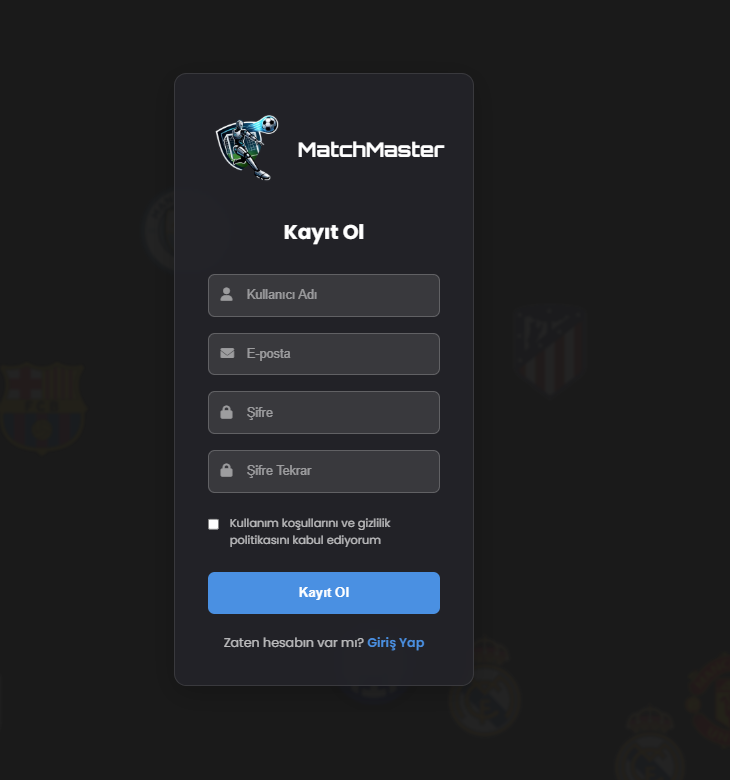 MatchMaster
Kayıt Ol
Kullanıcı Adı
E-posta
Şifre
Şifre Tekrar
Kullanım koşullarını ve gizlilik
politikasını kabul ediyorum
Kayıt Ol
Zaten hesabın var mı? Giriş Yap